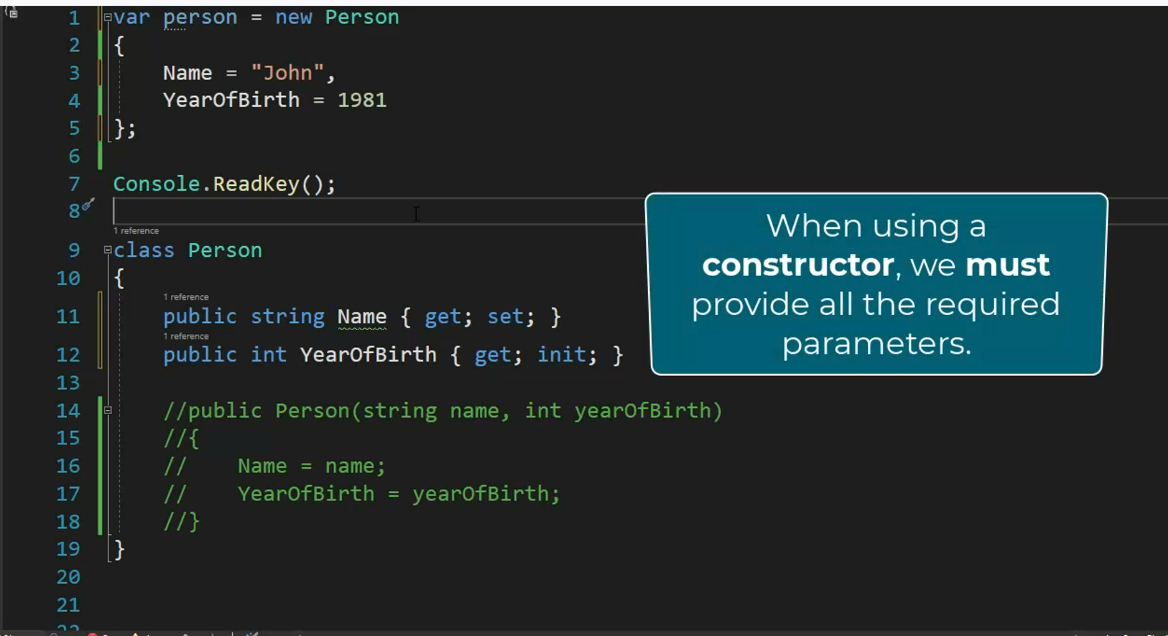 1 var person = new Person
2 {
3 Name = "John",
4 YearOfBirth = 1981
5 };
6
7 Console.ReadKey();
8
1 reference
9 class Person
10 {
1 reference
11 public string Name { get; set; }
1 reference
12 public int YearOfBirth { get; init; }
13
14 //public Person(string name, int yearOfBirth)
15 //{
16 // Name = name;
17 // YearOfBirth = yearOfBirth;
18 //}
19 }
20
21
When using a
constructor, we must
provide all the required
parameters.